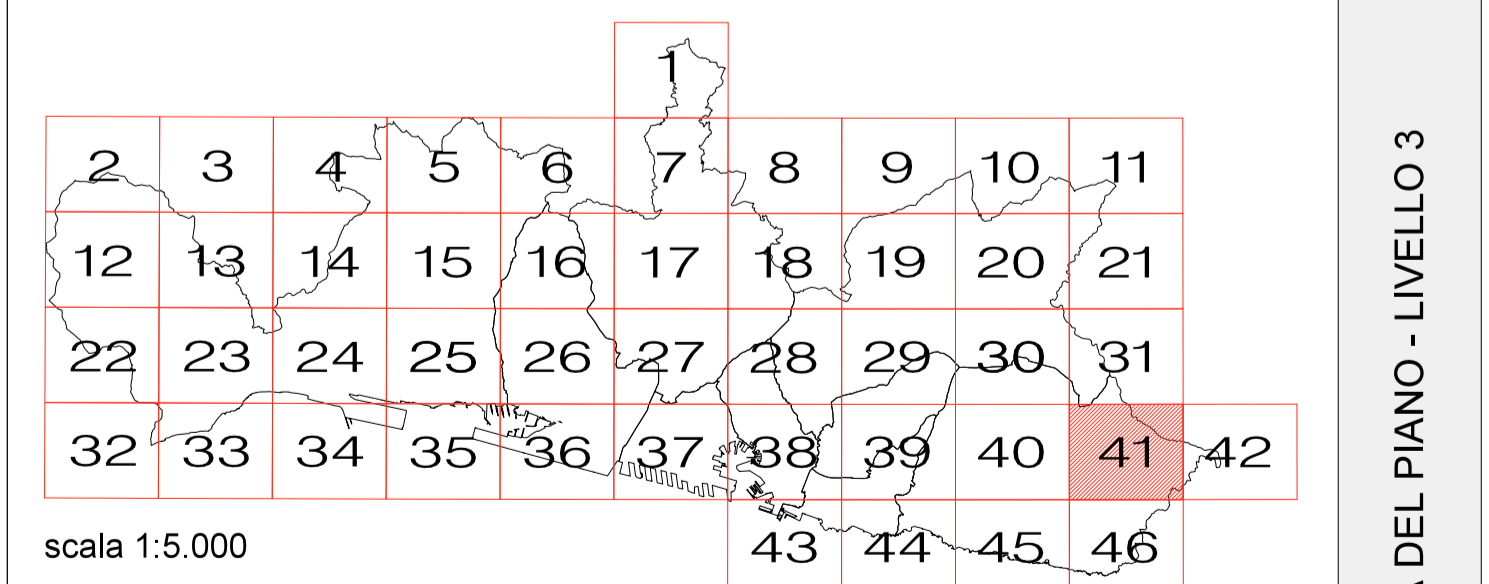 1
2 3 4 5 6 7 8 9 10 11
12 13 14 15 16 17 18 19 20 21
22 23 24 25 26 27 28 29 30 31
32 33 34 35 36 37 38 39 40 41 42
43 44 45 46
scala 1:5.000
DEL PIANO - LIVELLO 3